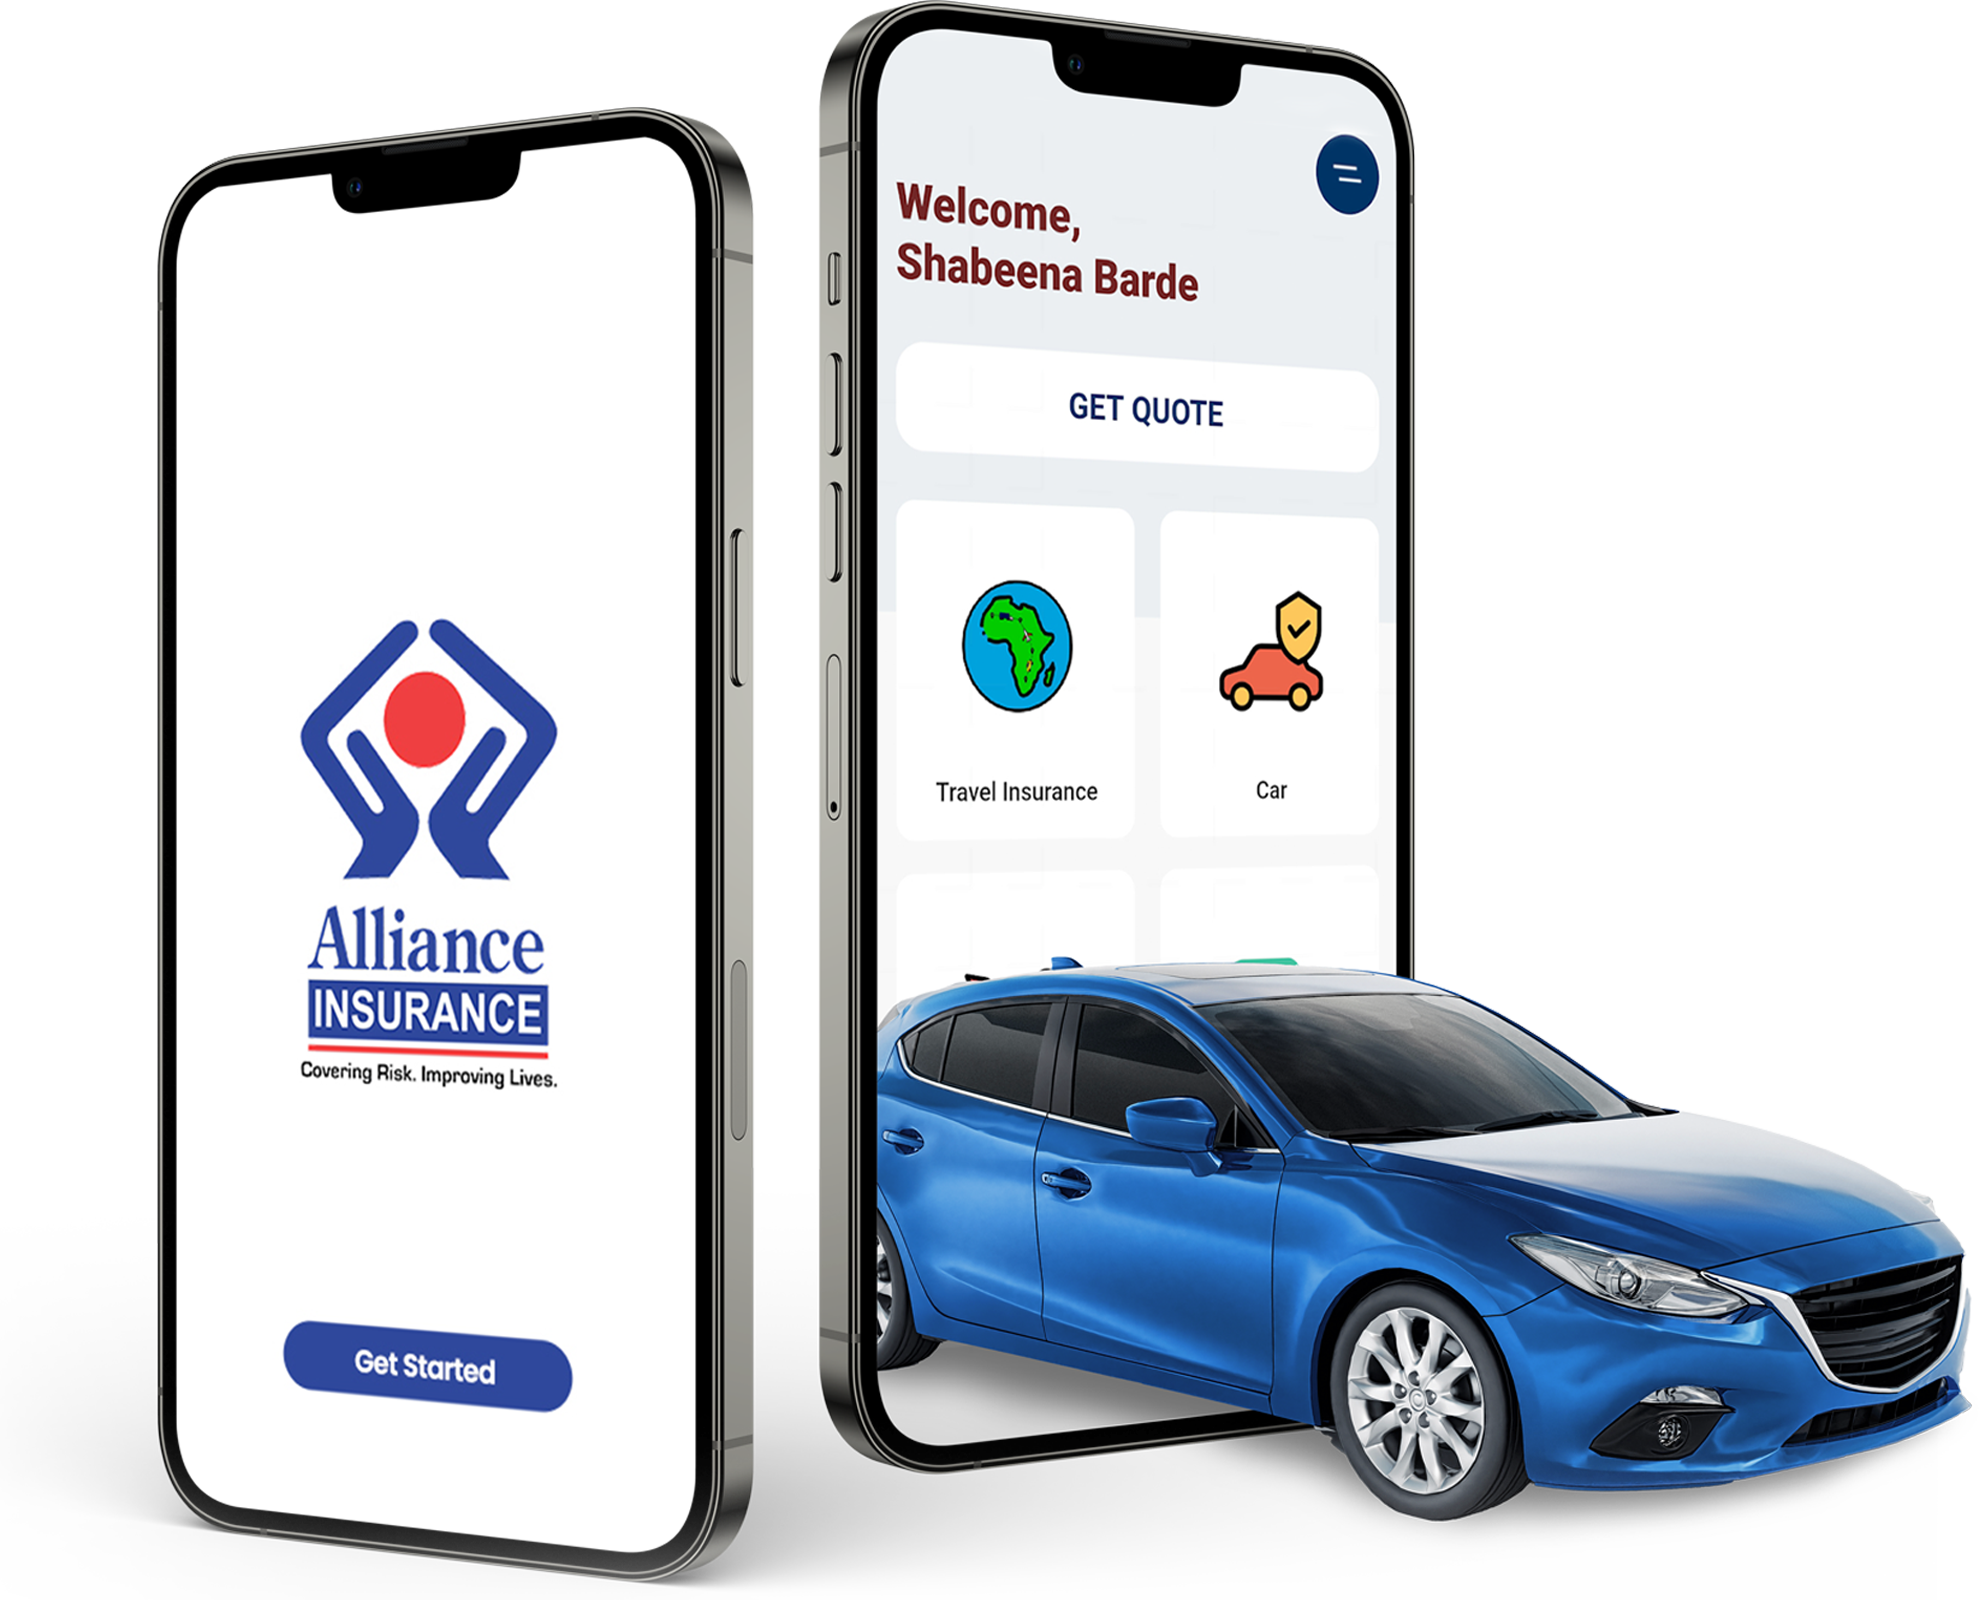 Alliance
INSURANCE
Covering Risk. Improving Lives.
Get Started
Welcome,
Shabeena Barde
GET QUOTE
Travel Insurance
Car